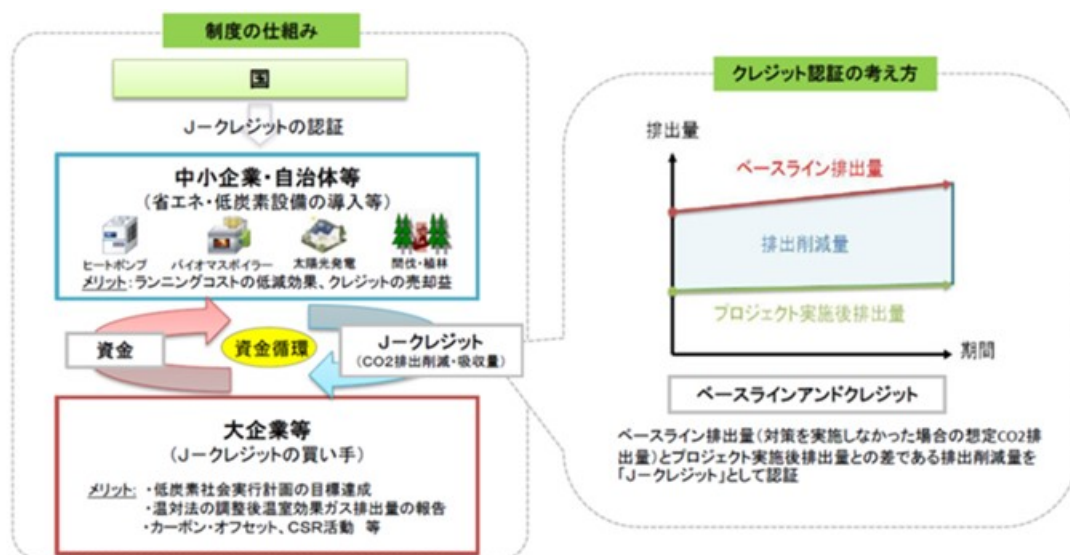 制度の仕組み
国
J-クレジットの認証
中小企業・自治体等
(省エネ・低炭素設備の導入等)
ヒートポンプ バイオマスボイラー 太陽光発電 間伐・植林
メリット:ランニングコストの低減効果、クレジットの売却益
資金
資金循環
J-クレジット
(CO2排出削減・吸収量)
大企業等
(J-クレジットの買い手)
メリット: ・低炭素社会実行計画の目標達成
・温対法の調整後温室効果ガス排出量の報告
・カーボン・オフセット、CSR活動 等
クレジット認証の考え方
排出量
ベースライン排出量
排出削減量
プロジェクト実施後排出量
期間
ベースラインアンドクレジット
ベースライン排出量(対策を実施しなかった場合の想定CO2排
出量)とプロジェクト実施後排出量との差である排出削減量を
「J-クレジット」として認証